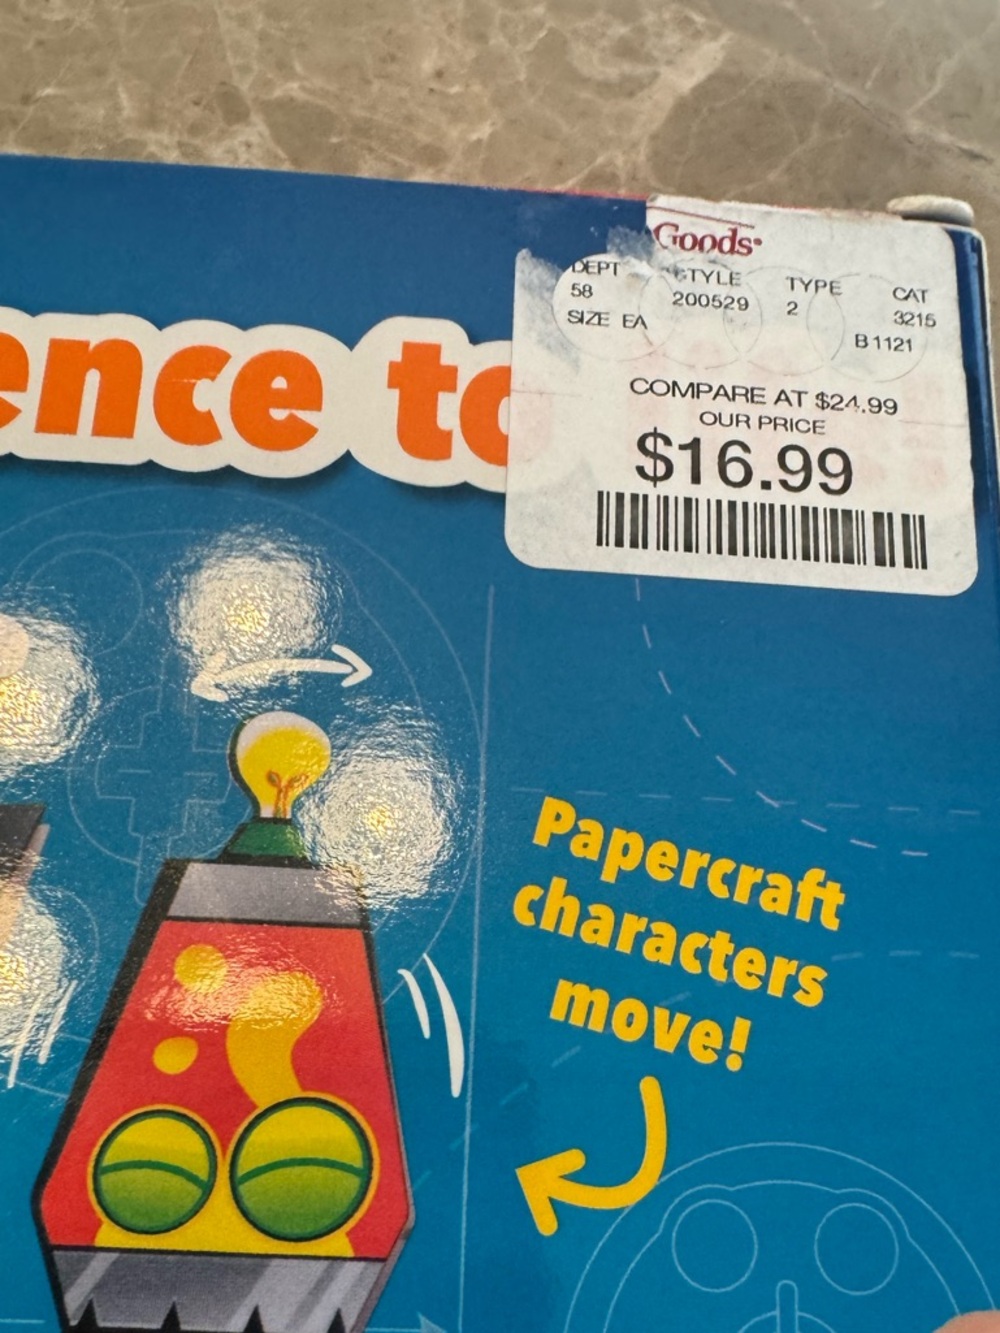 Goods®
DEPT STYLE TYPE CAT
58 200529 2 3215
SIZE EA B1121
COMPARE AT $24.99
OUR PRICE
$16.99
ence to
Papercraft
characters
move!